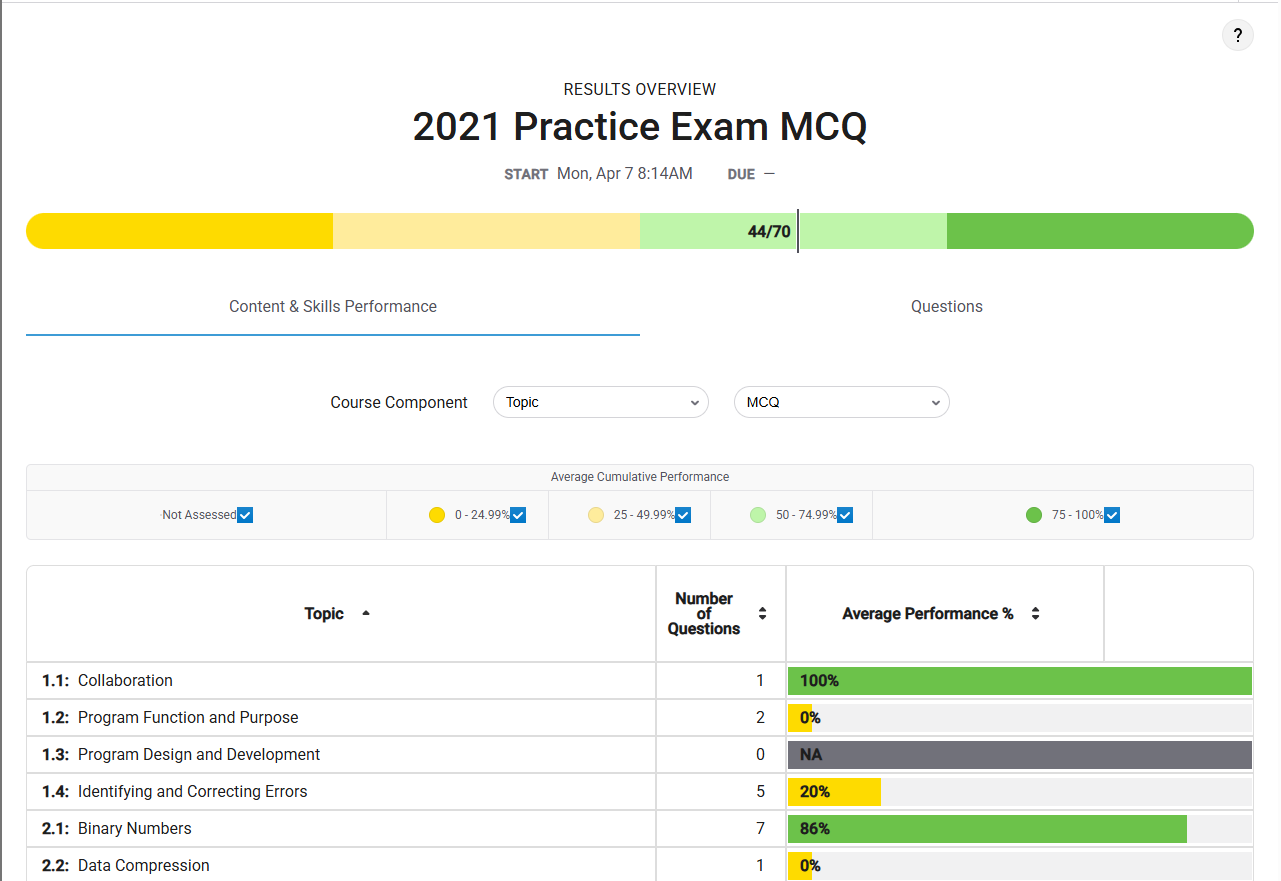 ?
RESULTS OVERVIEW
2021 Practice Exam MCQ
START Mon, Apr 7 8:14AM DUE —
44/70
Content & Skills Performance Questions
Course Component Topic MCQ
Average Cumulative Performance
Not Assessed 0 - 24.99% 25 - 49.99% 50 - 74.99% 75 - 100%
Topic Number of Questions Average Performance %
1.1: Collaboration 1 100%
1.2: Program Function and Purpose 2 0%
1.3: Program Design and Development 0 NA
1.4: Identifying and Correcting Errors 5 20%
2.1: Binary Numbers 7 86%
2.2: Data Compression 1 0%